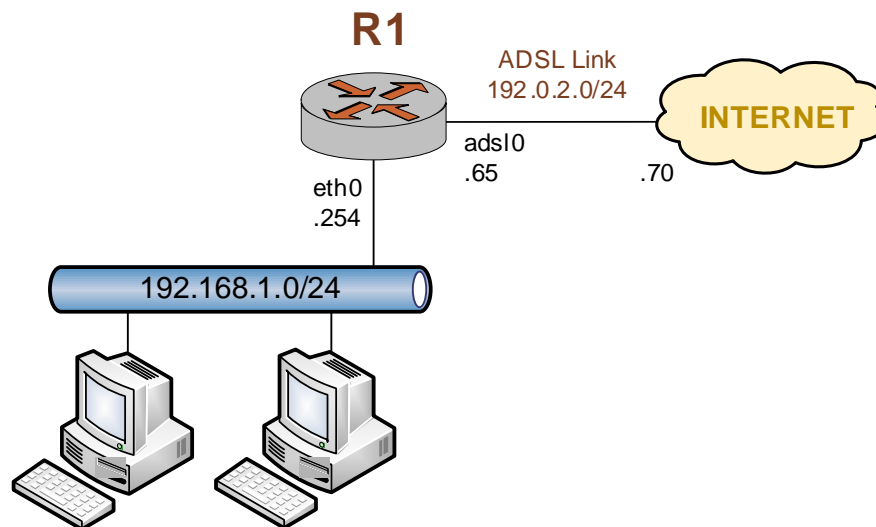 R1
ADSL Link
192.0.2.0/24
INTERNET
adsl0
.65
.70
eth0
.254
192.168.1.0/24